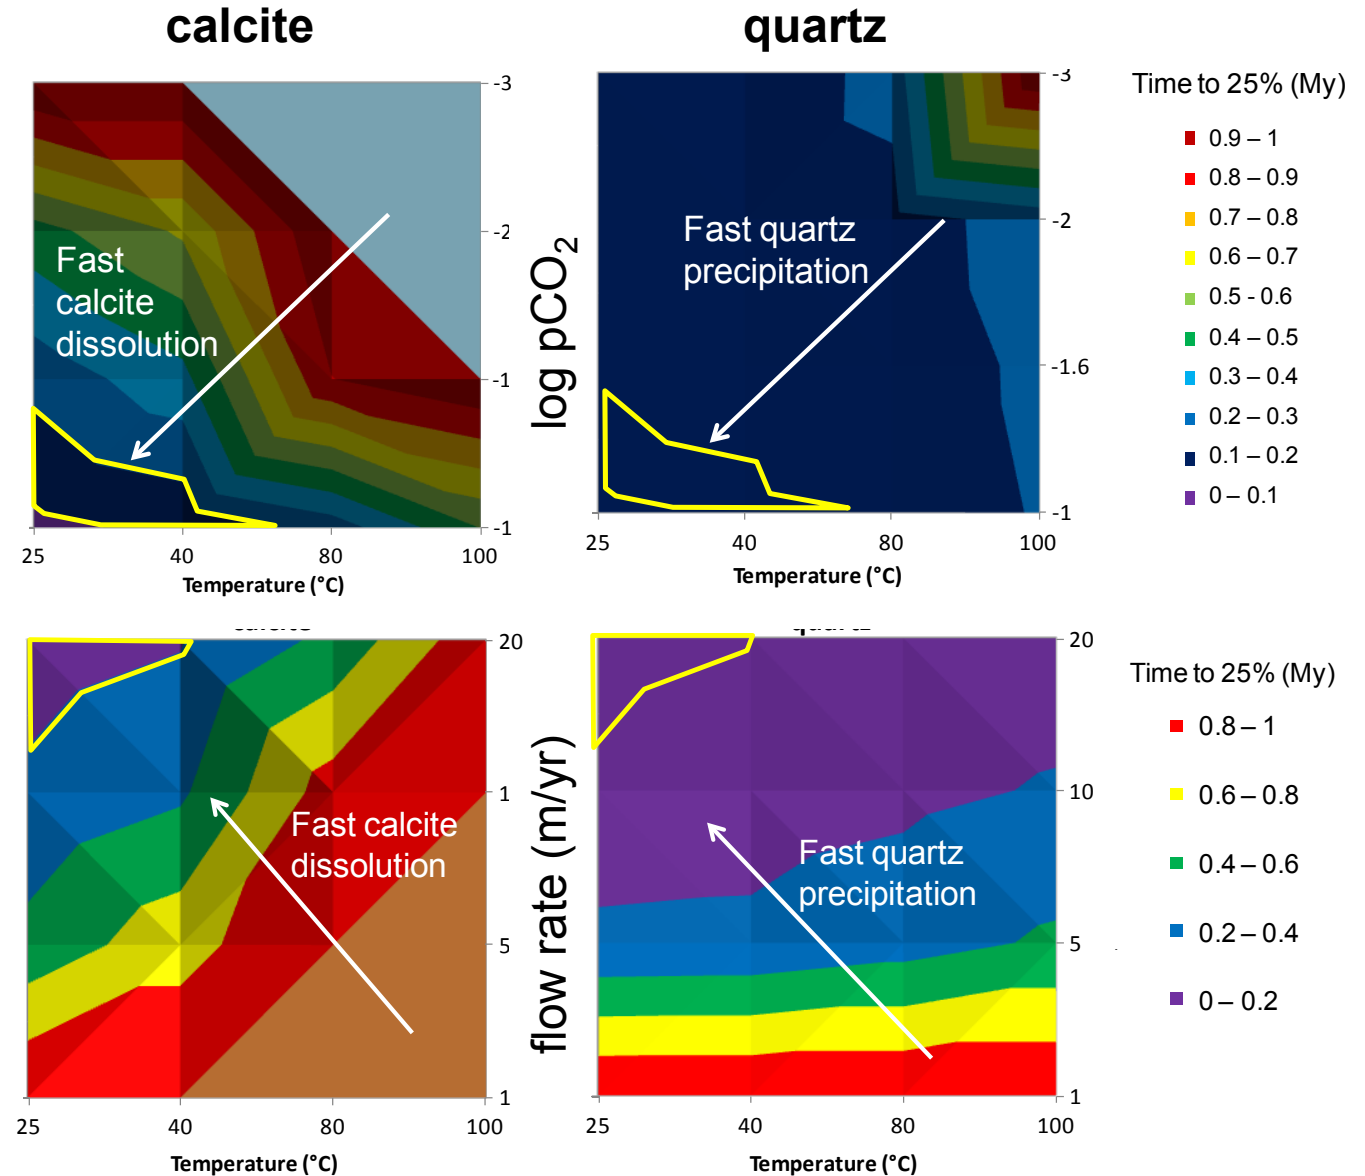 calcite
quartz
-3
-2
-1
-1
25
40
80
100
Temperature (°C)
Fast
calcite
dissolution
log pCO2
-3
-2
-1.6
-1
25
40
80
100
Temperature (°C)
Fast quartz
precipitation
Time to 25% (My)
0.9 – 1
0.8 – 0.9
0.7 – 0.8
0.6 – 0.7
0.5 - 0.6
0.4 – 0.5
0.3 – 0.4
0.2 – 0.3
0.1 – 0.2
0 – 0.1
20
1
5
1
25
40
80
100
Temperature (°C)
Fast calcite
dissolution
flow rate (m/yr)
20
10
5
1
25
40
80
100
Temperature (°C)
Fast quartz
precipitation
Time to 25% (My)
0.8 – 1
0.6 – 0.8
0.4 – 0.6
0.2 – 0.4
0 – 0.2